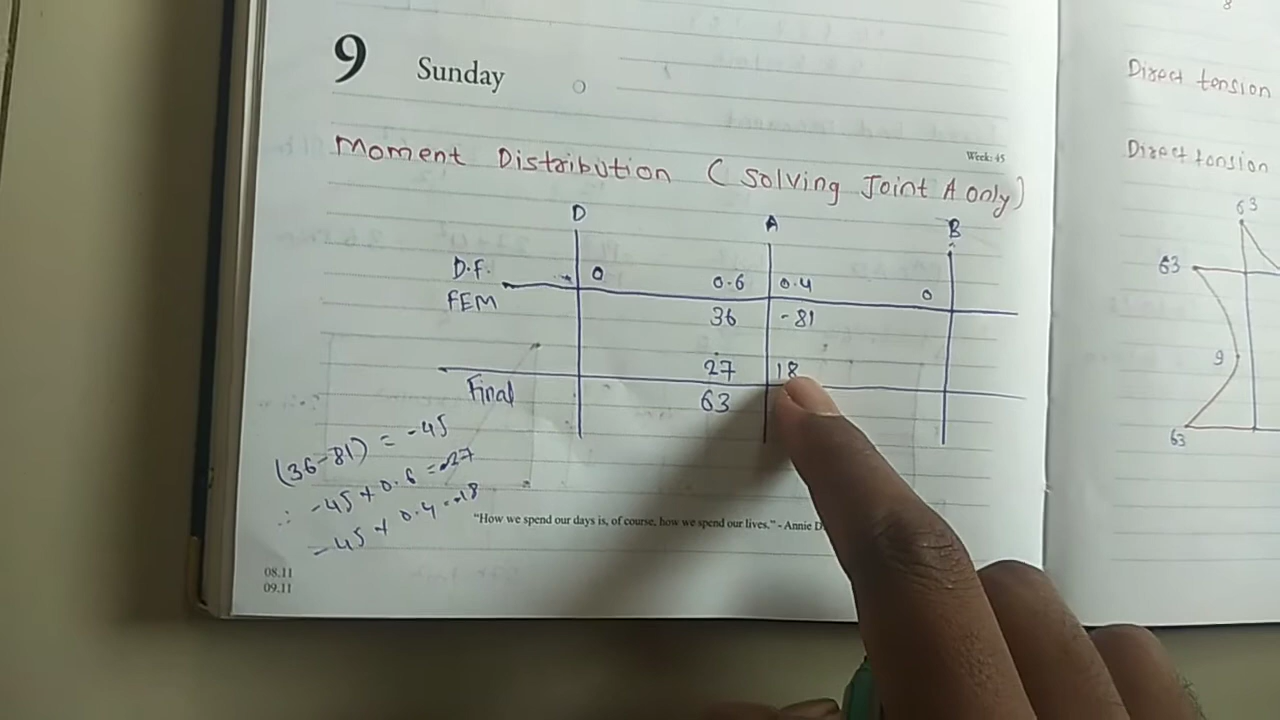 8
9 Sunday
Direct tension
Week: 45
Moment Distribution (Solving Joint A only)
Direct tension
D A B
63
D.F. 0 0.6 0.4 0
63
FEM 36 -81
27 18
9
Final 63
63
(36-81) = -45
∴ -45 × 0.6 = -27
-45 × 0.4 = -18
"How we spend our days is, of course, how we spend our lives." - Annie D
08.11
09.11